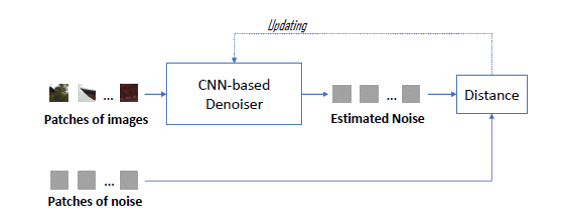 Updating
CNN-based
Denoiser
...
...
Distance
Patches of images
Estimated Noise
...
Patches of noise